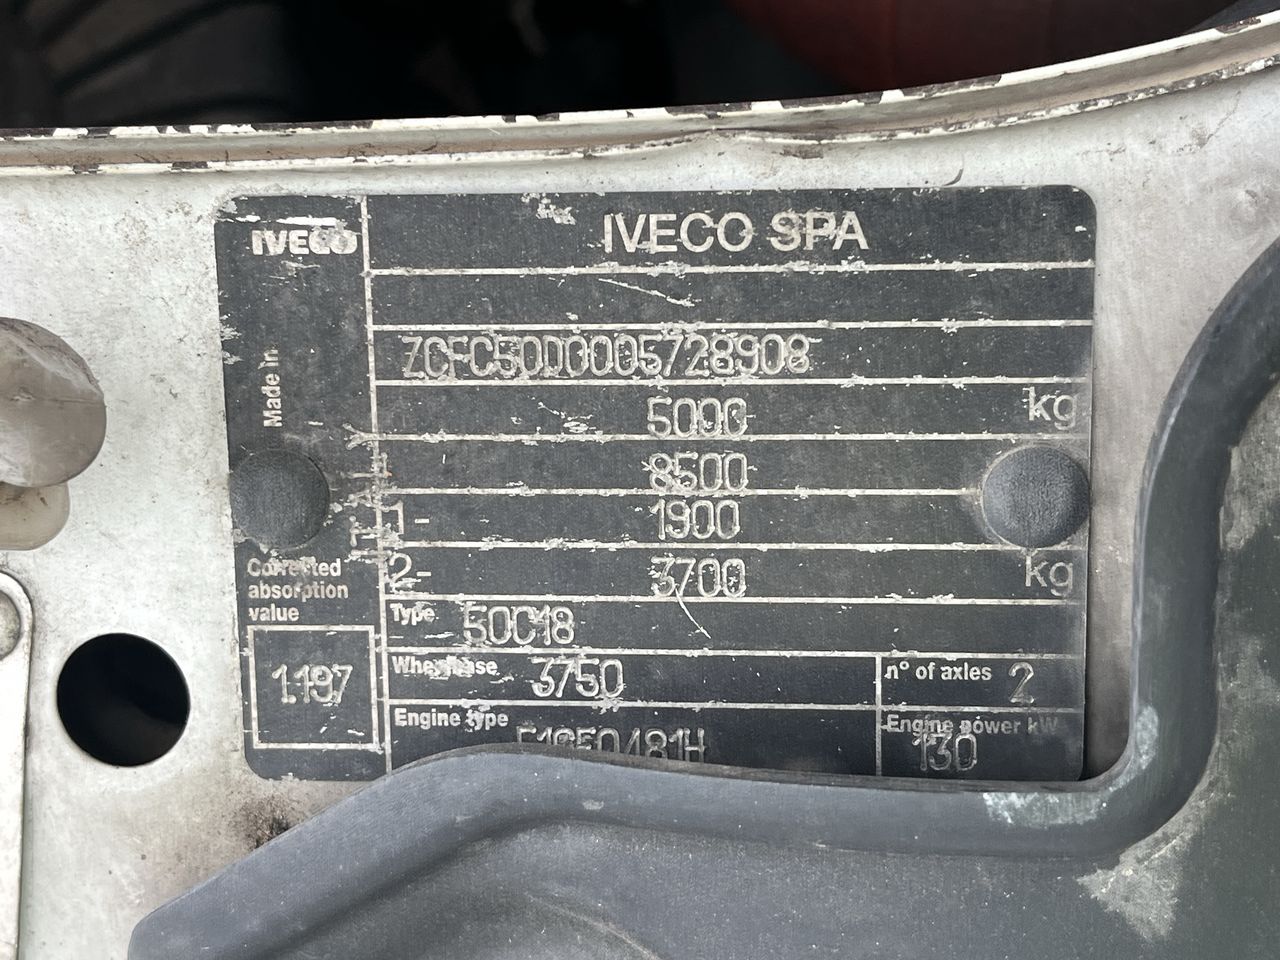 IVECO
IVECO SPA
Made in
ITALY
ZCFC50D0005728908
5000 kg
8500
1- 1900
2- 3700 kg
Corrected
absorption
value
1.197
Type 50C18
Wheelbase 3750
n° of axles 2
Engine type
Engine power kW
130